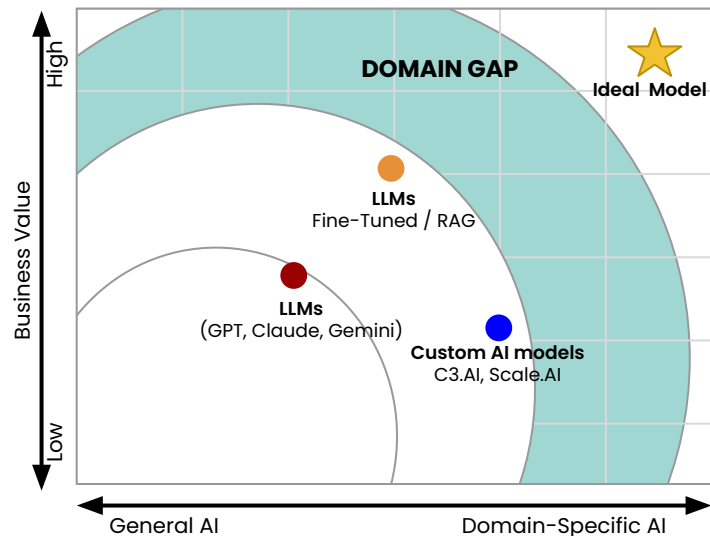 High
DOMAIN GAP
Ideal Model
LLMs
Fine-Tuned / RAG
Business Value
LLMs
(GPT, Claude, Gemini)
Custom AI models
C3.AI, Scale.AI
Low
General AI
Domain-Specific AI